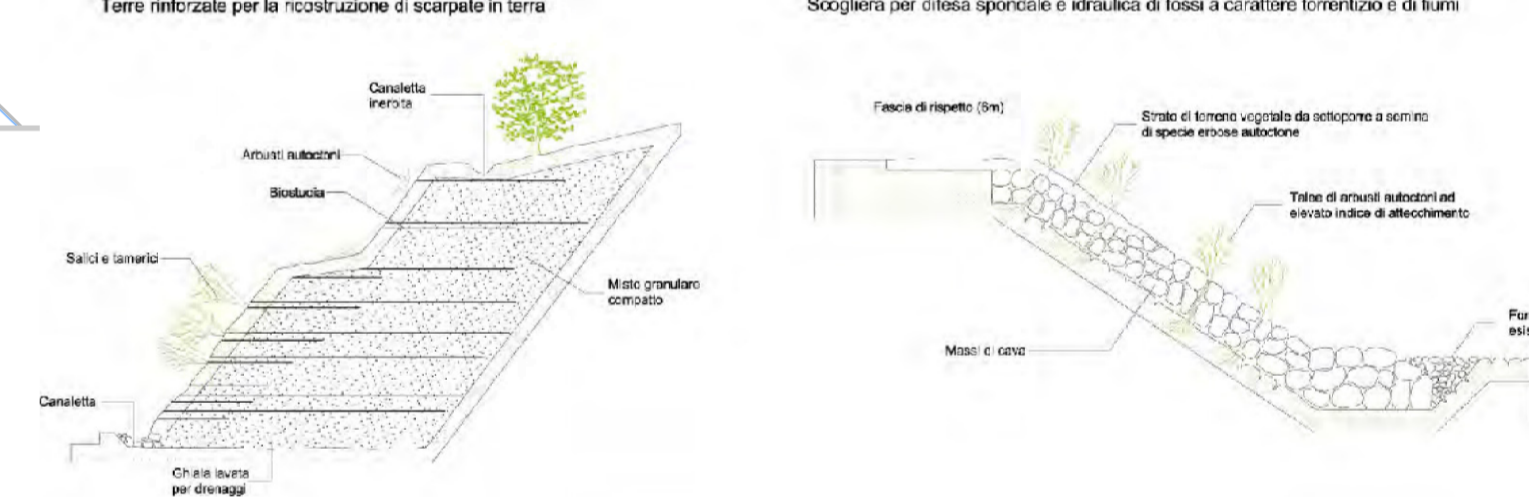 Terre rinforzate per la ricostruzione di scarpate in terra
Canaletta
inerbita
Arbusti autoctoni
Biostuoia
Salici e tamerici
Misto granulare
compatto
Canaletta
Ghiaia lavata
per drenaggi
Scogliera per difesa spondale e idraulica di fossi a carattere torrentizio e di fiumi
Fascia di rispetto (6m)
Strato di terreno vegetale da sottoporre a semina
di specie erbose autoctone
Talee di arbusti autoctoni ad
elevato indice di attecchimento
Massi di cava